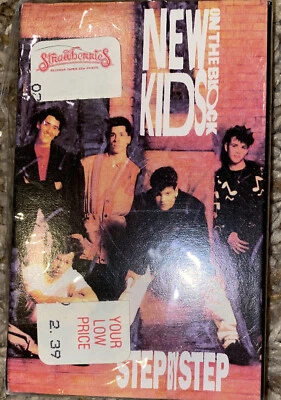 Strawberries
NEW
KIDS
ON THE BLOCK
YOUR
LOW
PRICE
2.39
STEP BY STEP